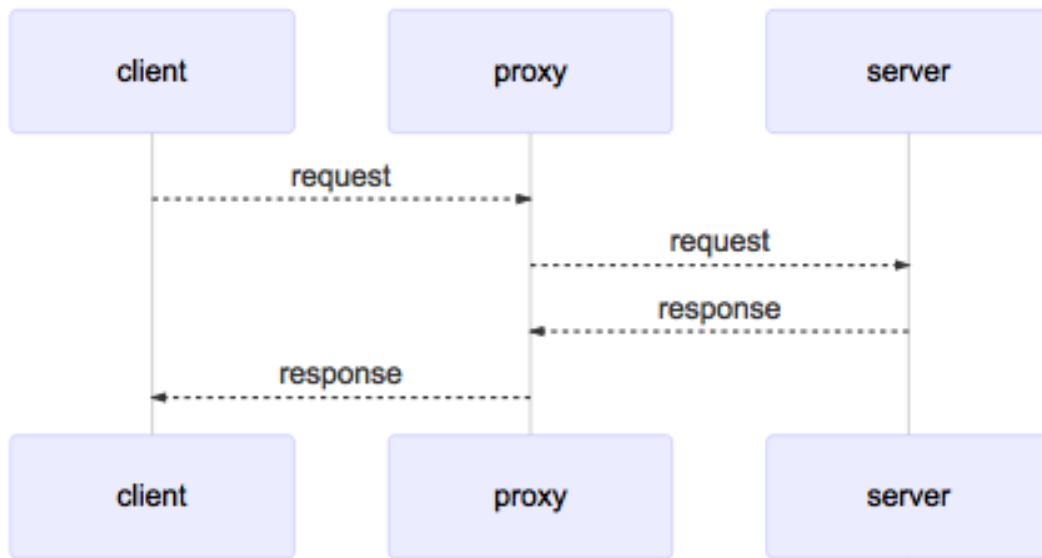 client proxy server
request
request
response
response
client proxy server